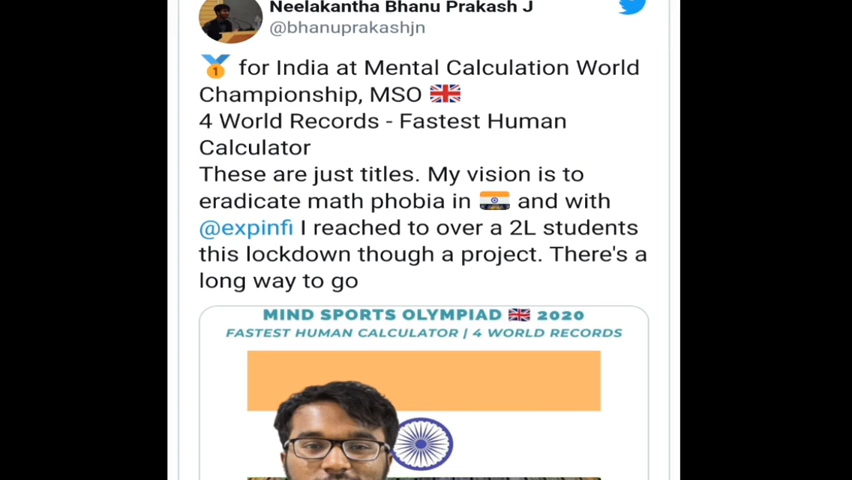 Neelakantha Bhanu Prakash J
@bhanuprakashjn
🥇 for India at Mental Calculation World
Championship, MSO 🇬🇧
4 World Records - Fastest Human
Calculator
These are just titles. My vision is to
eradicate math phobia in 🇮🇳 and with
@expinfi I reached to over a 2L students
this lockdown though a project. There's a
long way to go
MIND SPORTS OLYMPIAD 🇬🇧 2020
FASTEST HUMAN CALCULATOR | 4 WORLD RECORDS